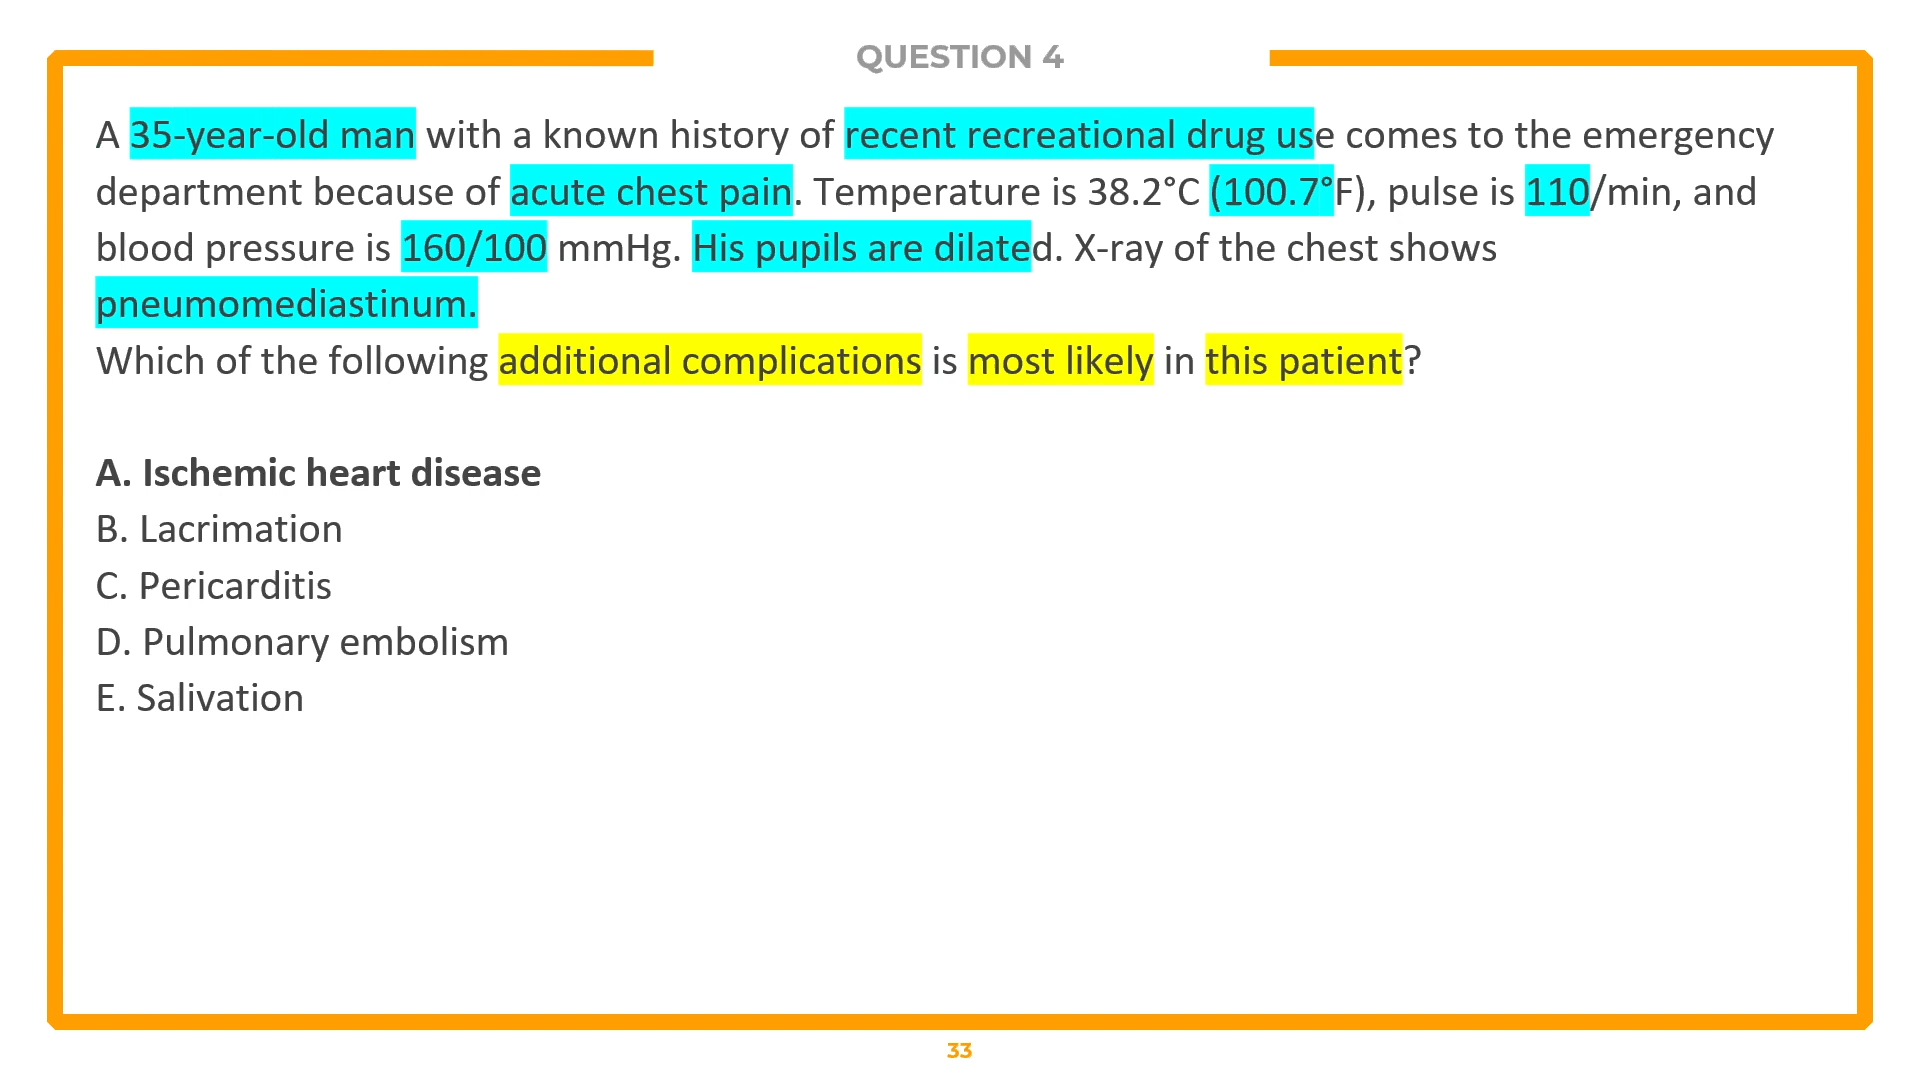 QUESTION 4
A 35-year-old man with a known history of recent recreational drug use comes to the emergency
department because of acute chest pain. Temperature is 38.2°C (100.7°F), pulse is 110/min, and
blood pressure is 160/100 mmHg. His pupils are dilated. X-ray of the chest shows
pneumomediastinum.
Which of the following additional complications is most likely in this patient?
A. Ischemic heart disease
B. Lacrimation
C. Pericarditis
D. Pulmonary embolism
E. Salivation
33